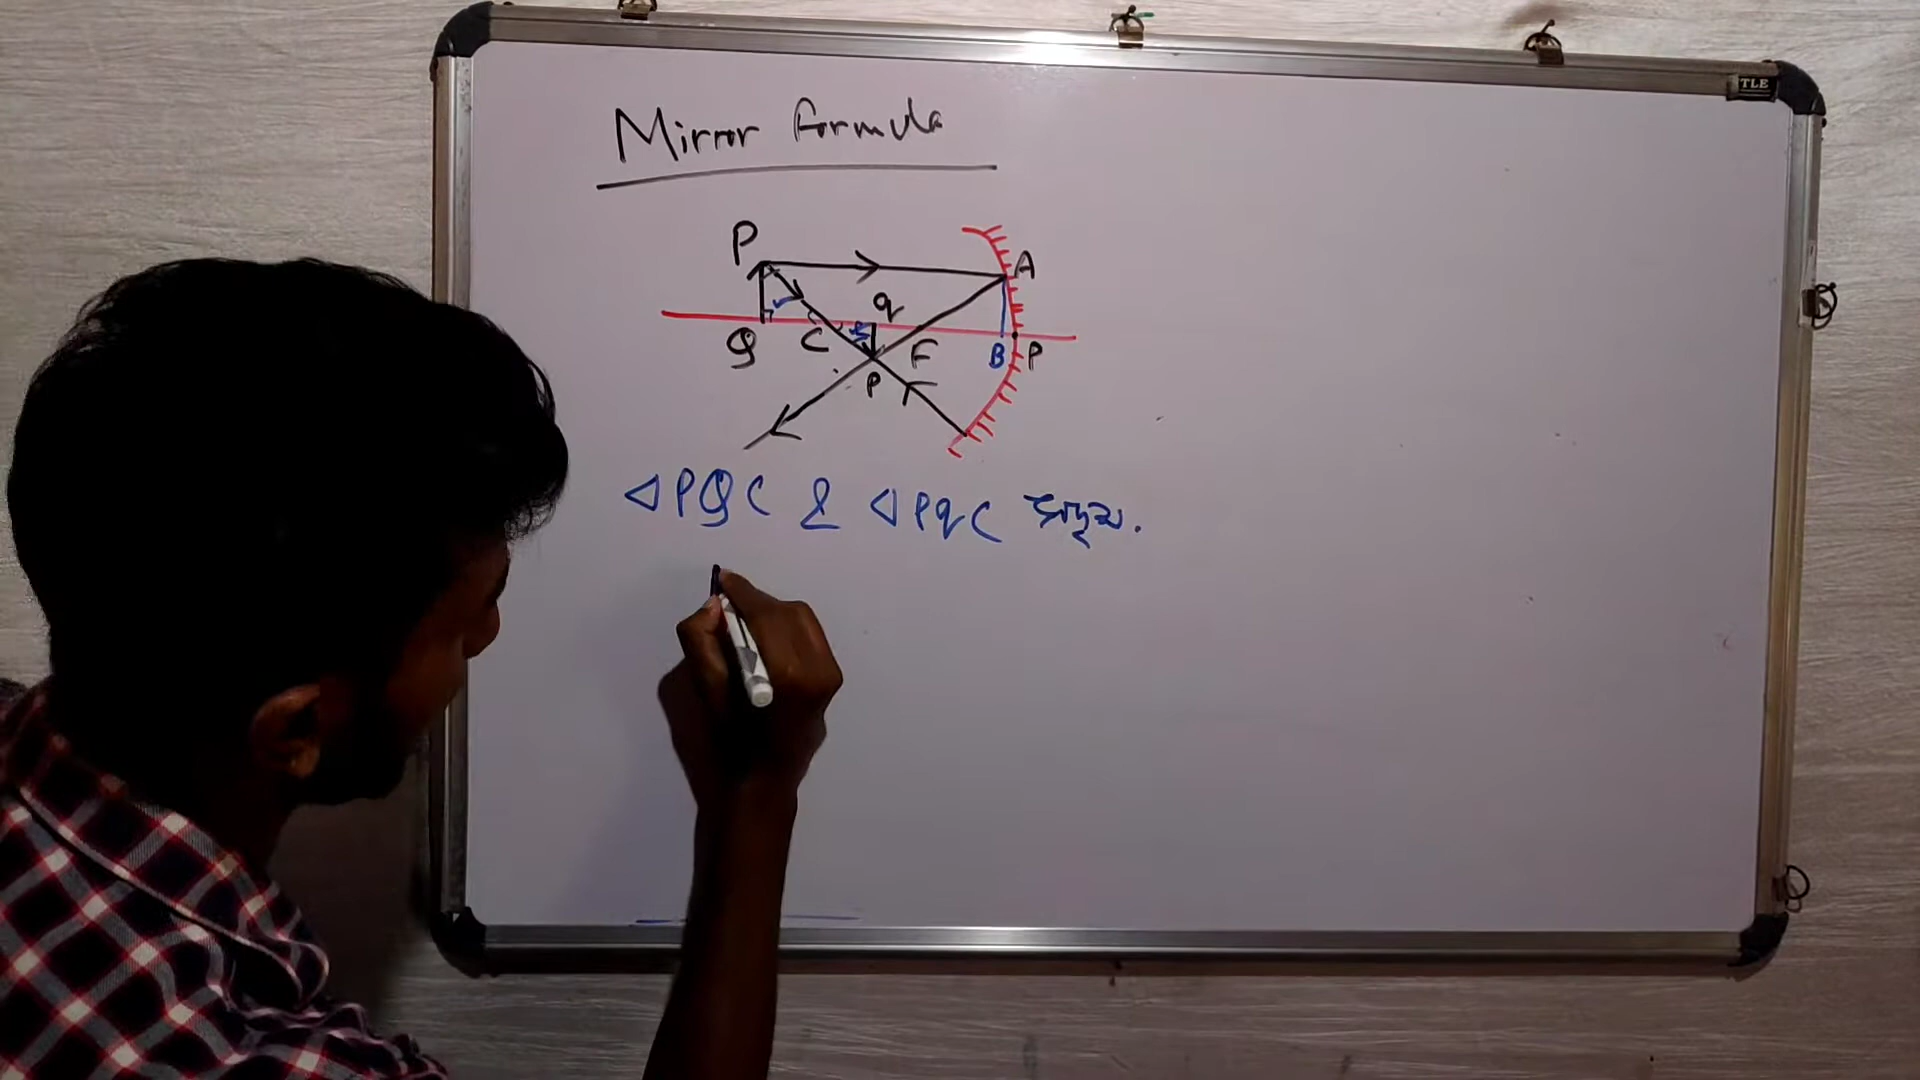 TLE
Mirror formula
P
A
q
Q C F B P
P
△PQC & △PqC সদৃশ.